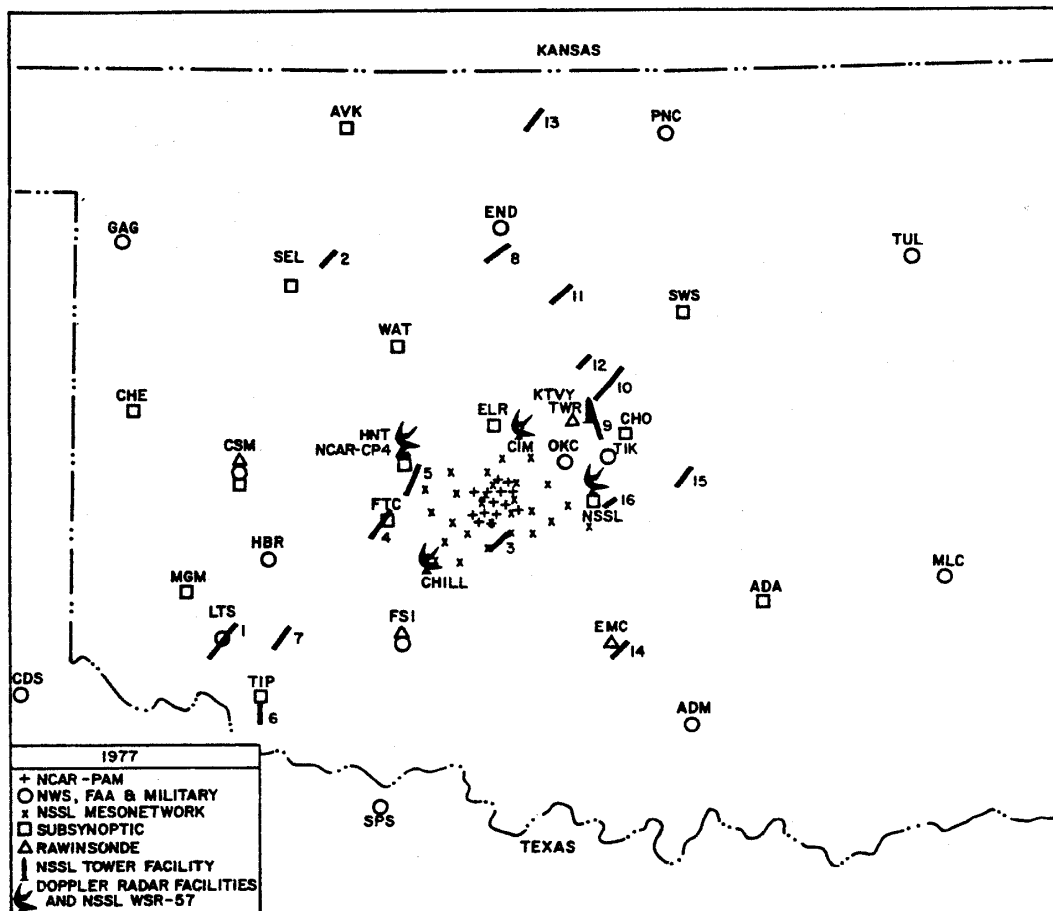 KANSAS
AVK
13
PNC
GAG
END
TUL
SEL
2
8
11
SWS
WAT
12
10
CHE
KTVY
TWR
ELR
9
CHO
HNT
CIM
CSM
NCAR-CP4
OKC
TIK
5
15
FTC
16
NSSL
4
3
HBR
CHILL
MLC
MGM
ADA
LTS
1
7
FSI
EMC
14
CDS
TIP
6
ADM
1977
+ NCAR-PAM
NWS, FAA & MILITARY
x NSSL MESONETWORK
SUBSYNOPTIC
RAWINSONDE
NSSL TOWER FACILITY
DOPPLER RADAR FACILITIES
AND NSSL WSR-57
SPS
TEXAS